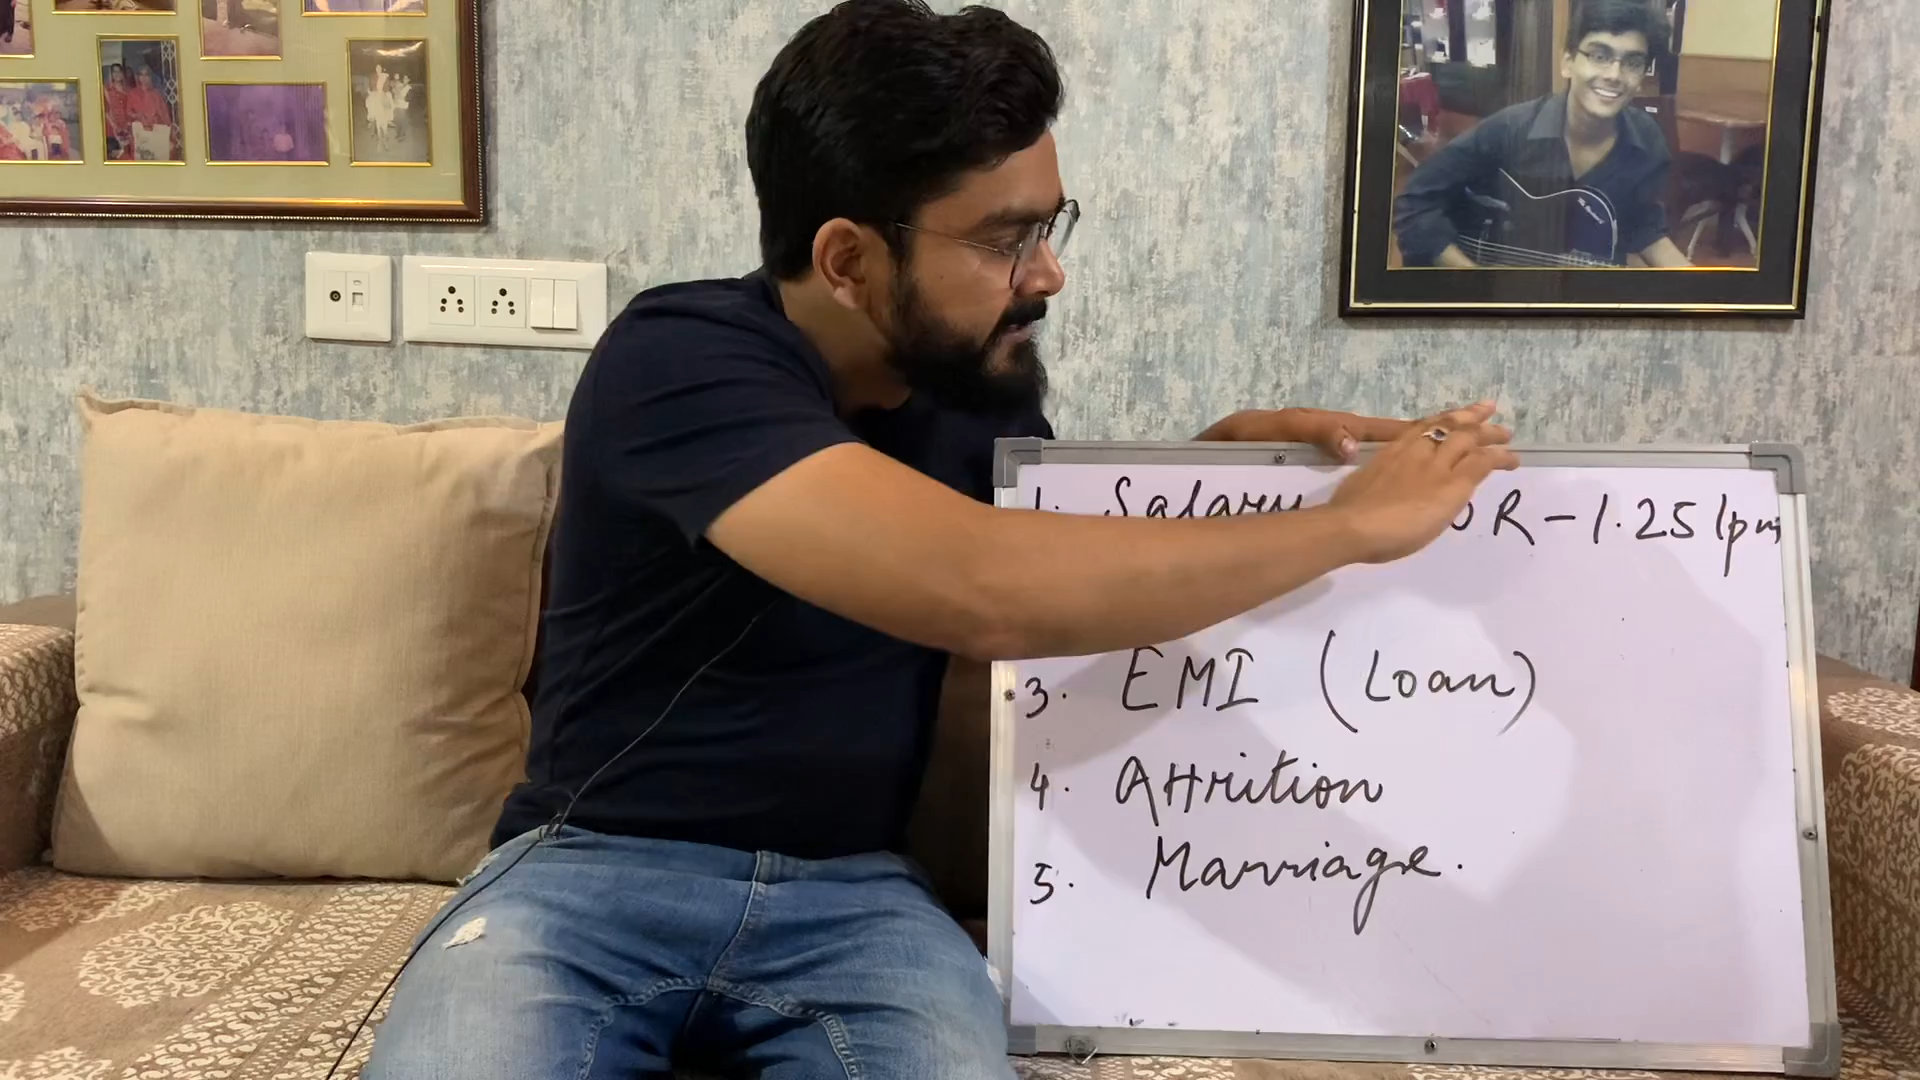 1. Salary R - 1.25 lpm
3. EMI (Loan)
4. Attrition
5. Marriage.